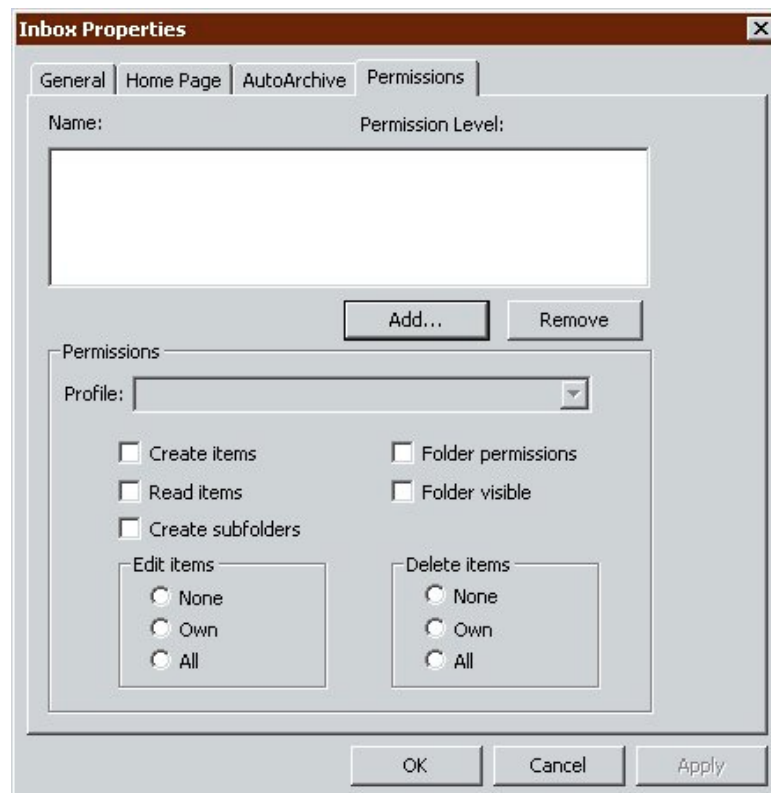 Inbox Properties
General Home Page AutoArchive Permissions
Name: Permission Level:
Add... Remove
Permissions
Profile:
Create items Folder permissions
Read items Folder visible
Create subfolders
Edit items Delete items
None None
Own Own
All All
OK Cancel Apply